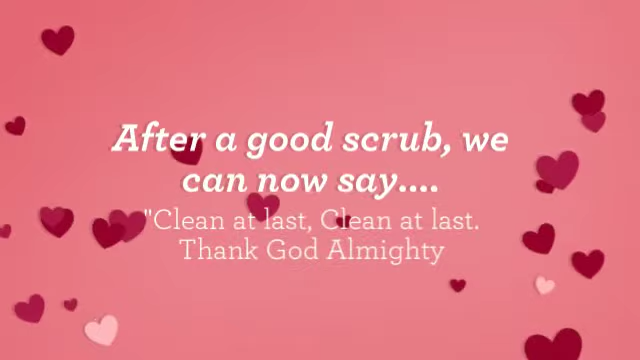 After a good scrub, we
can now say....
"Clean at last, Clean at last.
Thank God Almighty